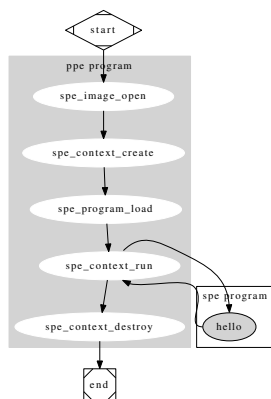 start
ppe program
spe_image_open
spe_context_create
spe_program_load
spe_context_run
spe program
hello
spe_context_destroy
end